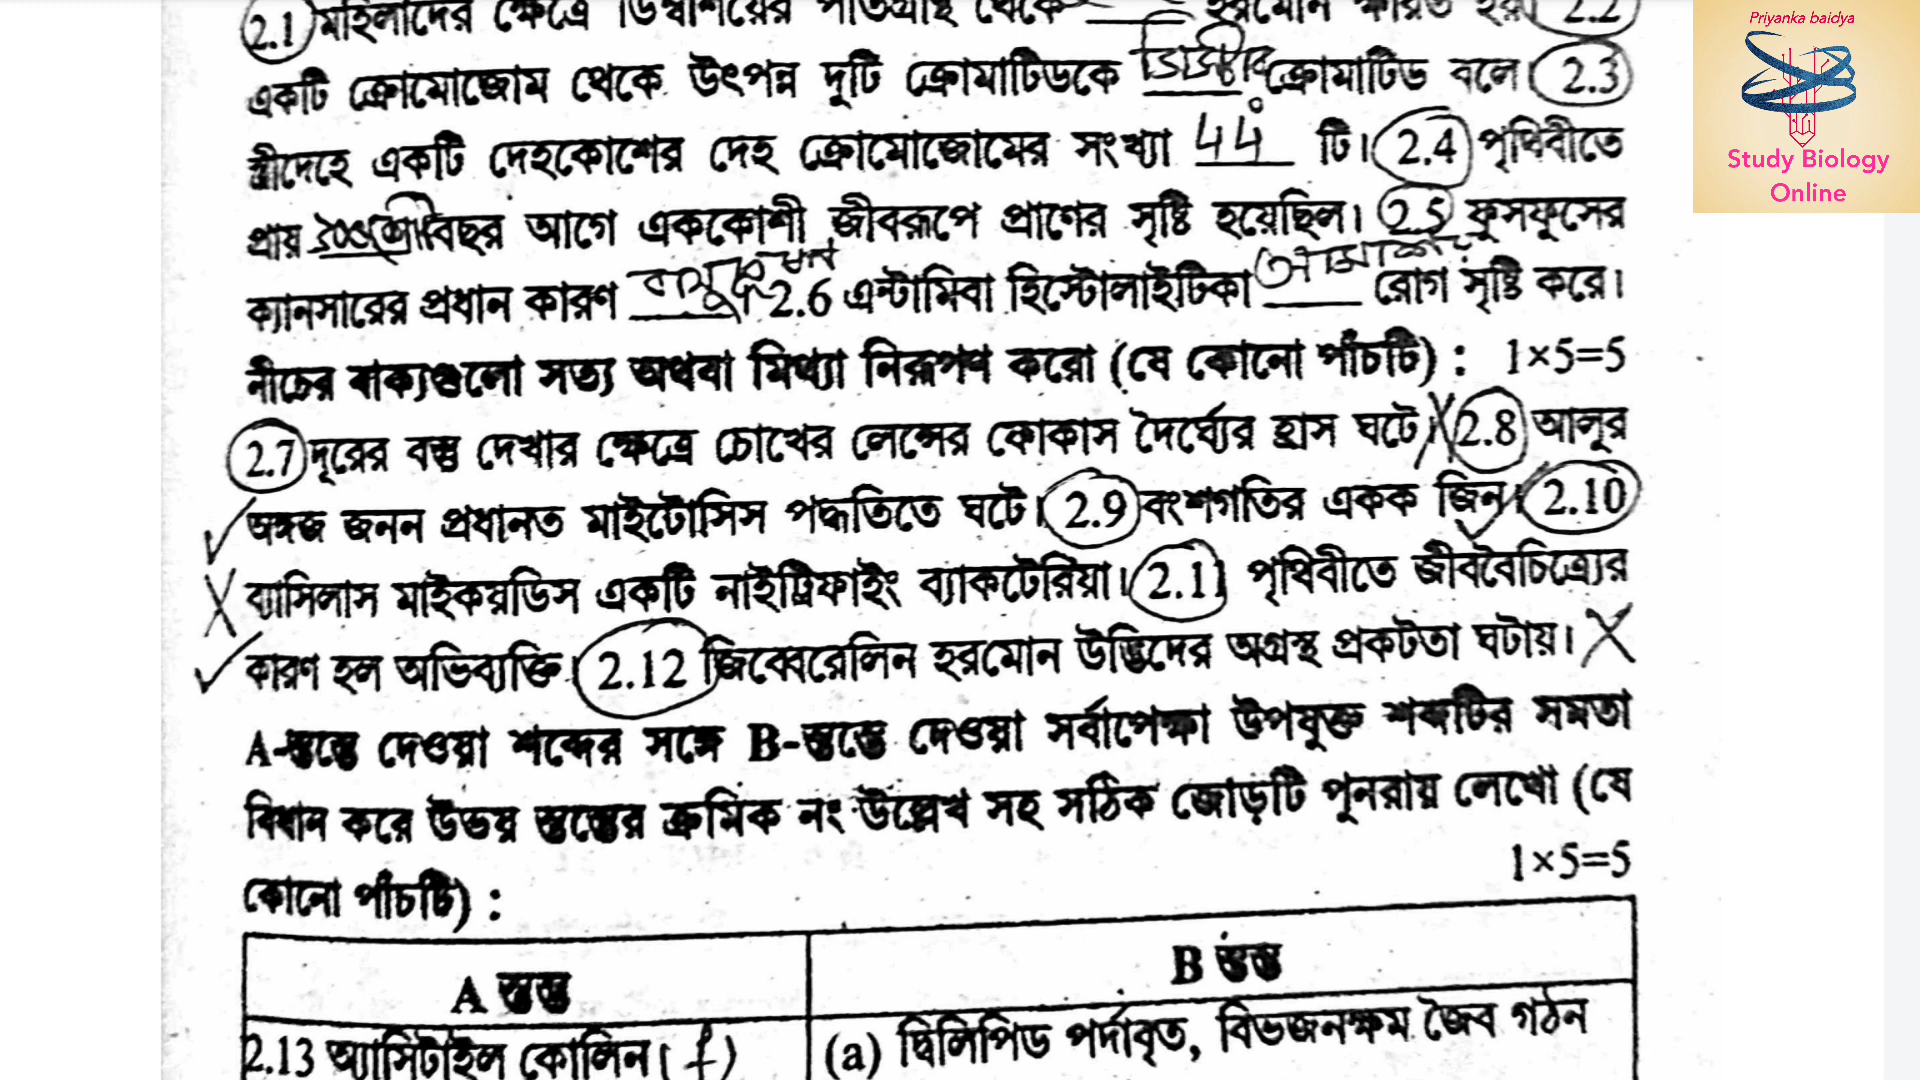 2.1 মহিলাদের ক্ষেত্রে ডিম্বাশয়ের পীতগ্রন্থি থেকে ____ হরমোন ক্ষরিত হয়। 2.2
একটি ক্রোমোজোম থেকে উৎপন্ন দুটি ক্রোমাটিডকে সিস্টার ক্রোমাটিড বলে। 2.3
স্ত্রীদেহে একটি দেহকোশের দেহ ক্রোমোজোমের সংখ্যা 44 টি। 2.4 পৃথিবীতে
প্রায় বছর আগে এককোশী জীবরূপে প্রাণের সৃষ্টি হয়েছিল। 2.5 ফুসফুসের
ক্যানসারের প্রধান কারণ 2.6 এন্টামিবা হিস্টোলাইটিকা রোগ সৃষ্টি করে।
নীচের বাক্যগুলো সত্য অথবা মিথ্যা নিরূপণ করো (যে কোনো পাঁচটি) : 1×5=5
2.7 দূরের বস্তু দেখার ক্ষেত্রে চোখের লেন্সের ফোকাস দৈর্ঘ্যের হ্রাস ঘটে। X 2.8 আলুর
✓ অঙ্গজ জনন প্রধানত মাইটোসিস পদ্ধতিতে ঘটে। 2.9 বংশগতির একক জিন। ✓ 2.10
X ব্যাসিলাস মাইকয়ডিস একটি নাইট্রিফাইং ব্যাকটেরিয়া। 2.11 পৃথিবীতে জীববৈচিত্র্যের
✓ কারণ হল অভিব্যক্তি। 2.12 জিব্বেরেলিন হরমোন উদ্ভিদের অগ্রস্থ প্রকটতা ঘটায়। X
A-স্তম্ভে দেওয়া শব্দের সঙ্গে B-স্তম্ভে দেওয়া সর্বাপেক্ষা উপযুক্ত শব্দটির সমতা
বিধান করে উভয় স্তম্ভের ক্রমিক নং উল্লেখ সহ সঠিক জোড়টি পুনরায় লেখো (যে
কোনো পাঁচটি) : 1×5=5
A স্তম্ভ B স্তম্ভ
2.13 অ্যাসিটাইল কোলিন (f) (a) দ্বিলিপিড পর্দাবৃত, বিভজনক্ষম জৈব গঠন
Priyanka baidya
Study Biology
Online